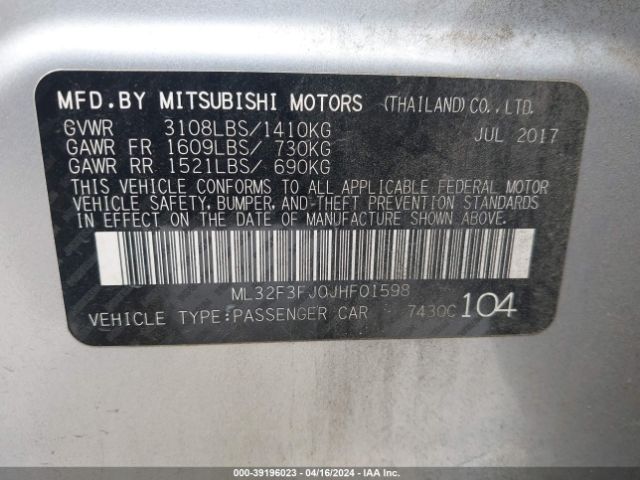 MFD.BY MITSUBISHI MOTORS (THAILAND) CO., LTD.
GVWR 3108LBS/1410KG JUL 2017
GAWR FR 1609LBS/ 730KG
GAWR RR 1521LBS/ 690KG
THIS VEHICLE CONFORMS TO ALL APPLICABLE FEDERAL MOTOR
VEHICLE SAFETY, BUMPER, AND THEFT PREVENTION STANDARDS
IN EFFECT ON THE DATE OF MANUFACTURE SHOWN ABOVE.
ML32F3FJ0JHF01598
VEHICLE TYPE:PASSENGER CAR 7430C 104
000-39196023 - 04/16/2024 - IAA Inc.